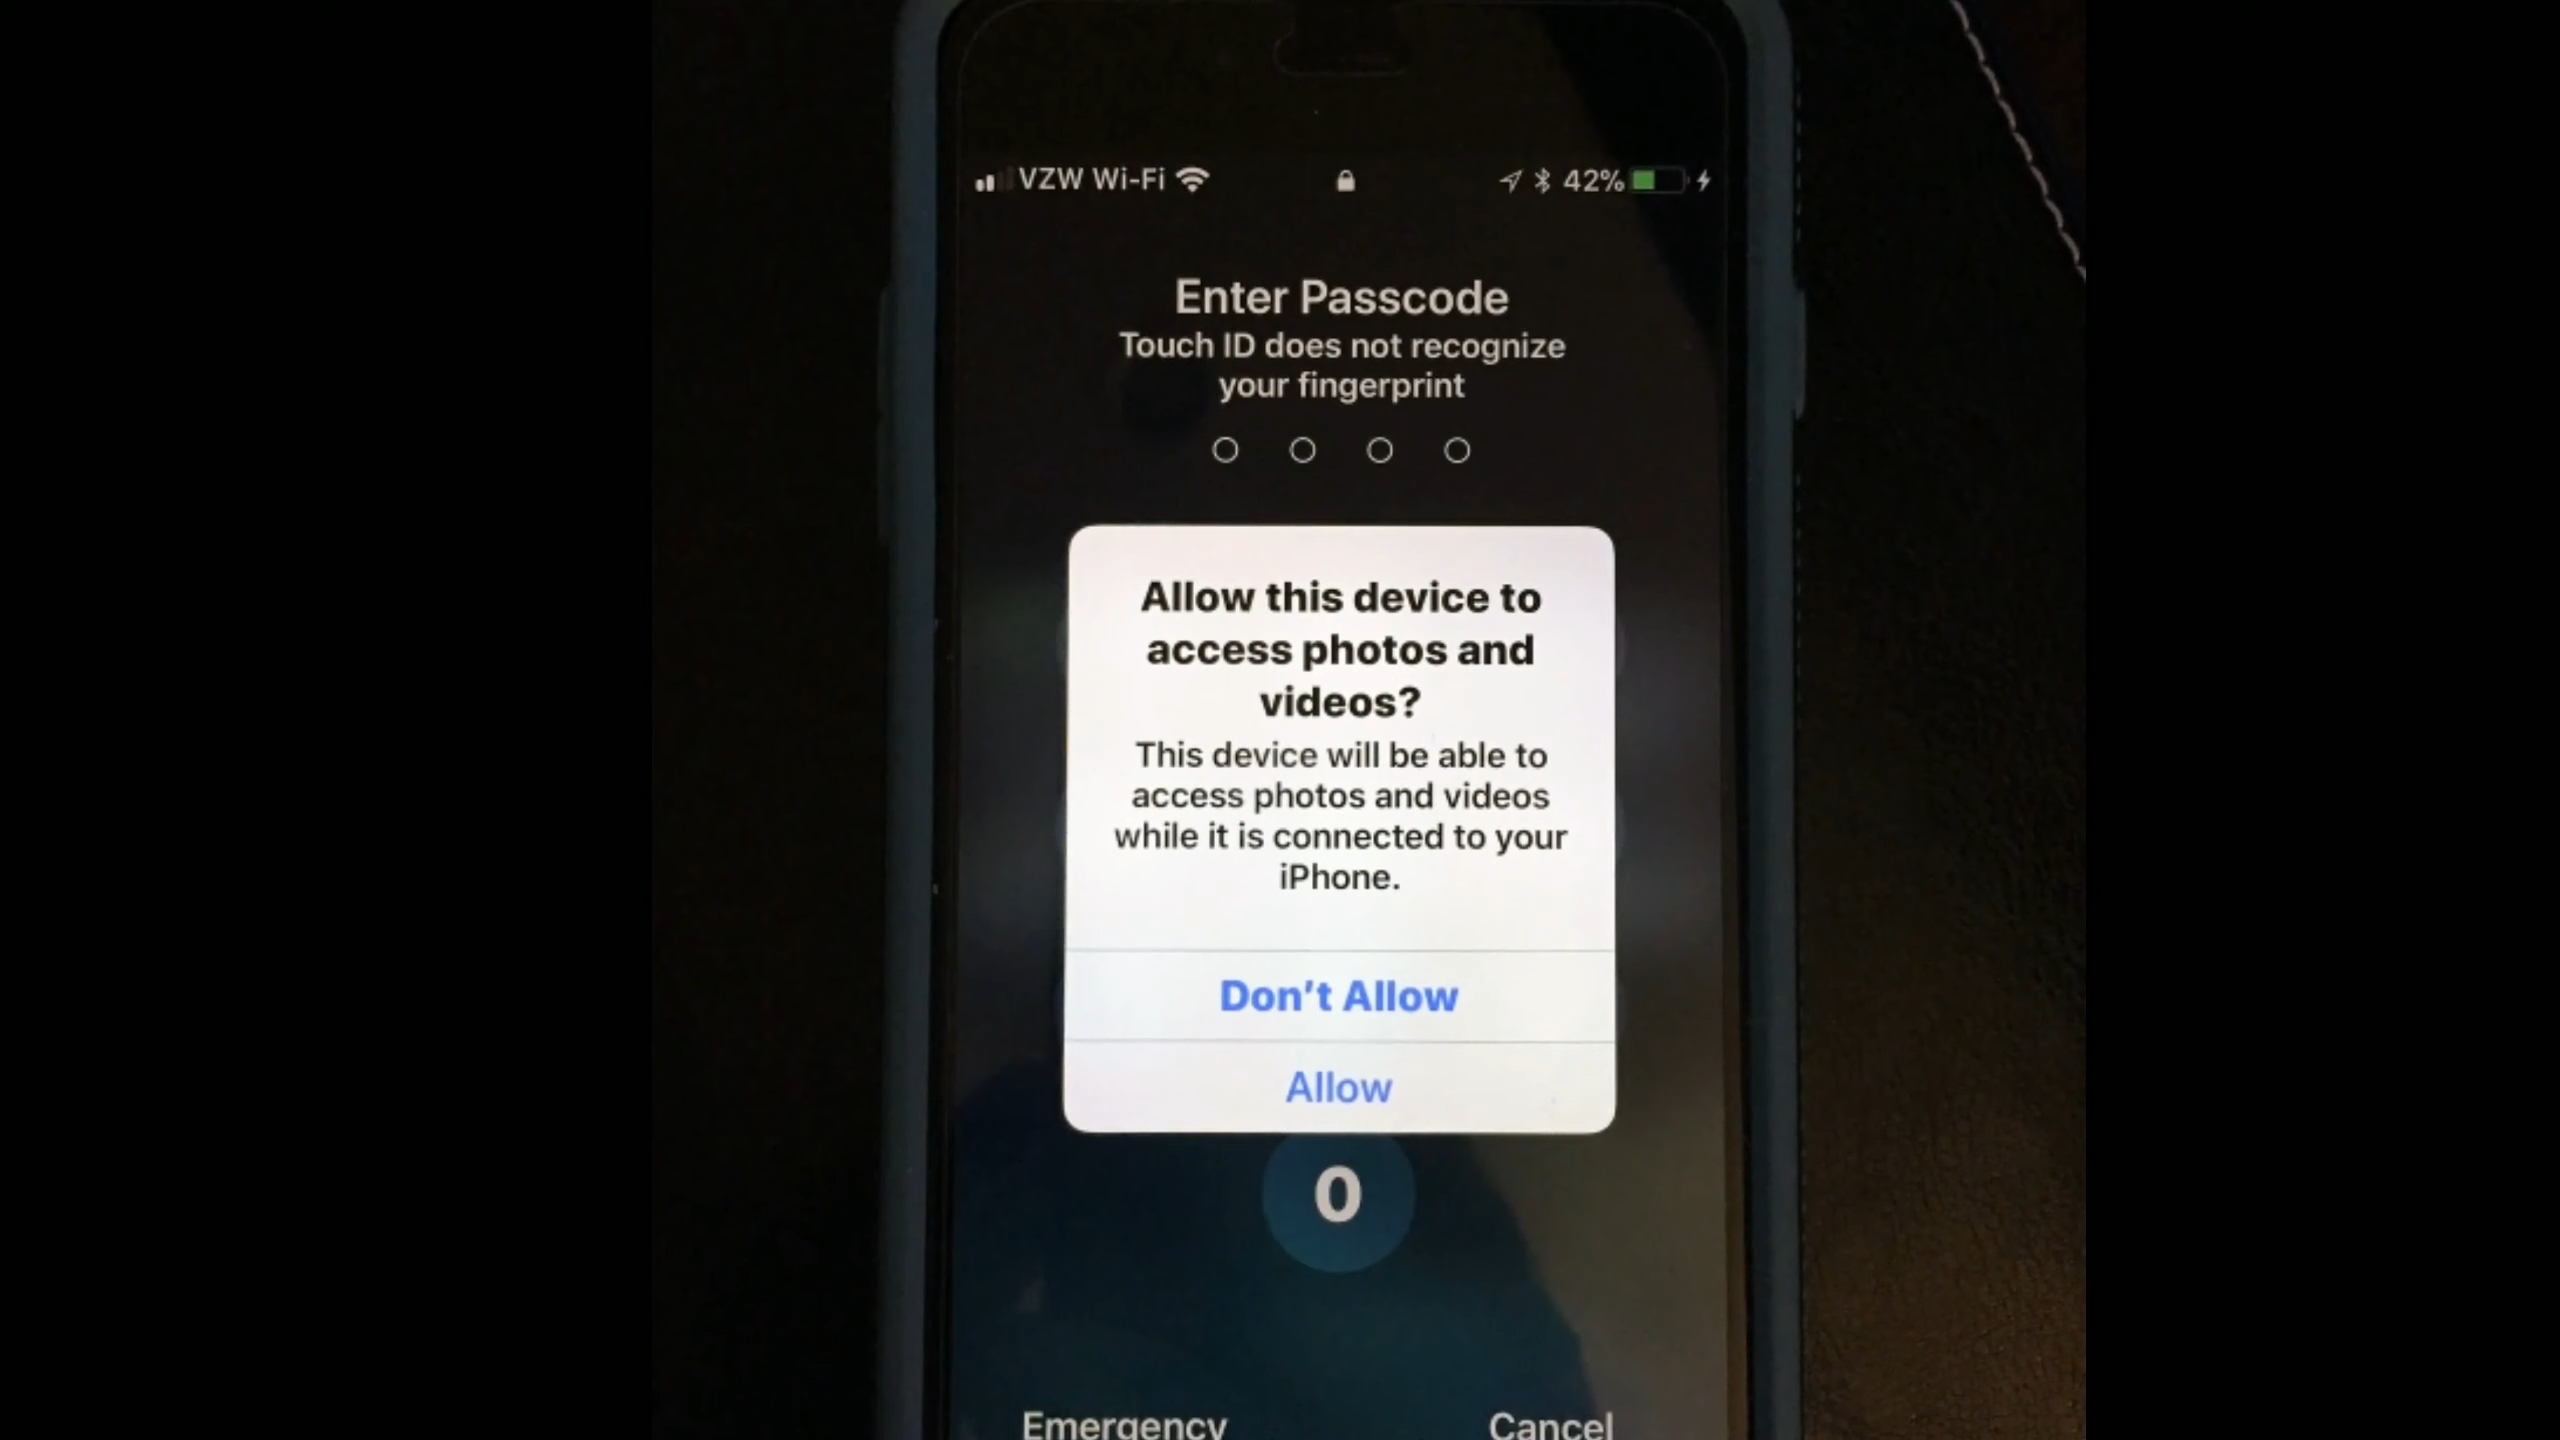 VZW Wi-Fi 42%
Enter Passcode
Touch ID does not recognize
your fingerprint
Allow this device to
access photos and
videos?
This device will be able to
access photos and videos
while it is connected to your
iPhone.
Don’t Allow
Allow
0
Emergency Cancel